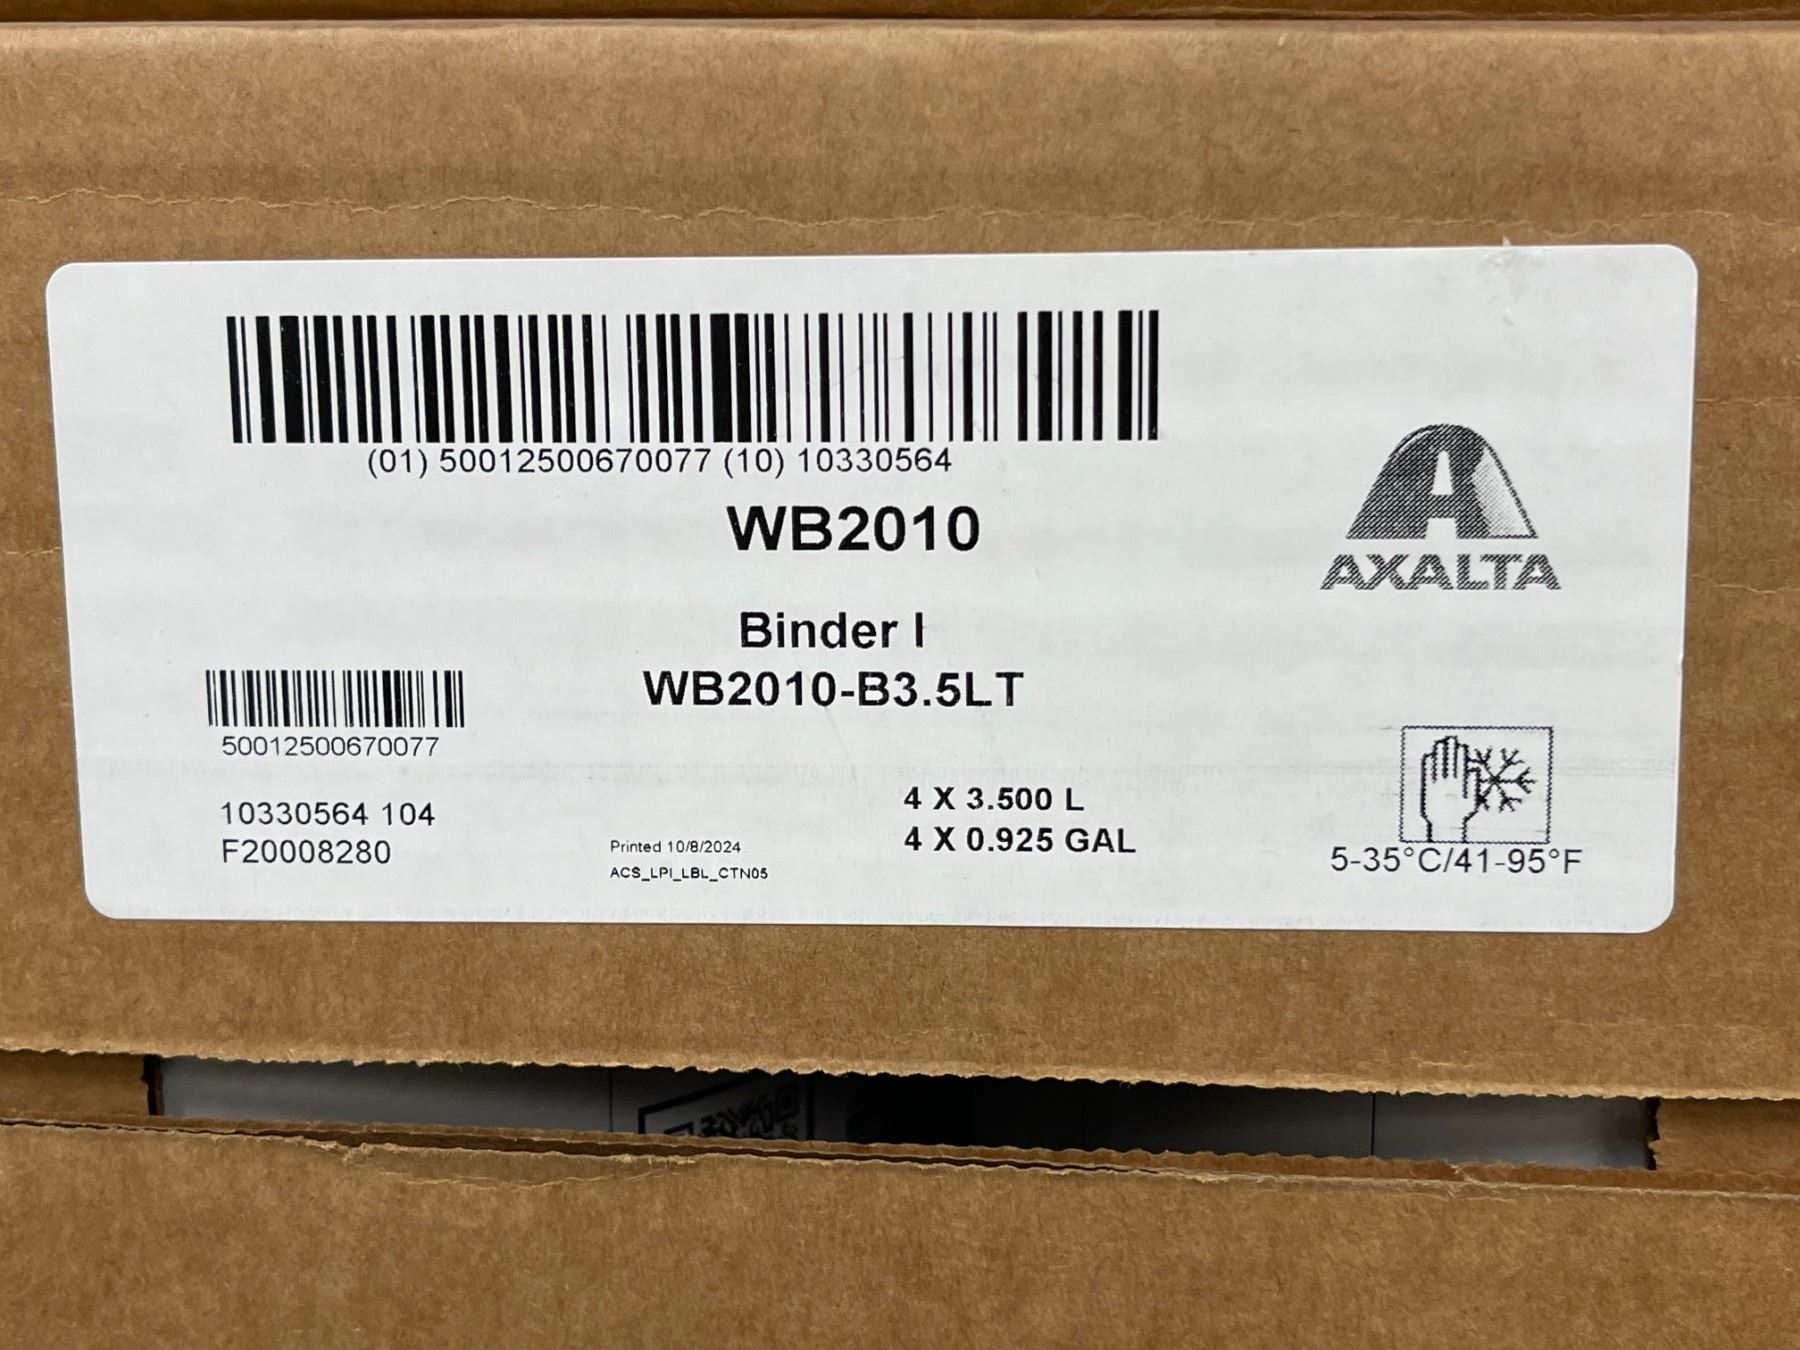 (01) 50012500670077 (10) 10330564
WB2010
AXALTA
Binder I
WB2010-B3.5LT
50012500670077
10330564 104
F20008280
Printed 10/8/2024
ACS_LPI_LBL_CTN05
4 X 3.500 L
4 X 0.925 GAL
5-35°C/41-95°F